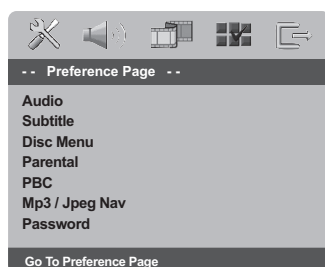 - -  Preference Page  - -
Audio
Subtitle
Disc Menu
Parental
PBC
Mp3 / Jpeg Nav
Password
Go To Preference Page